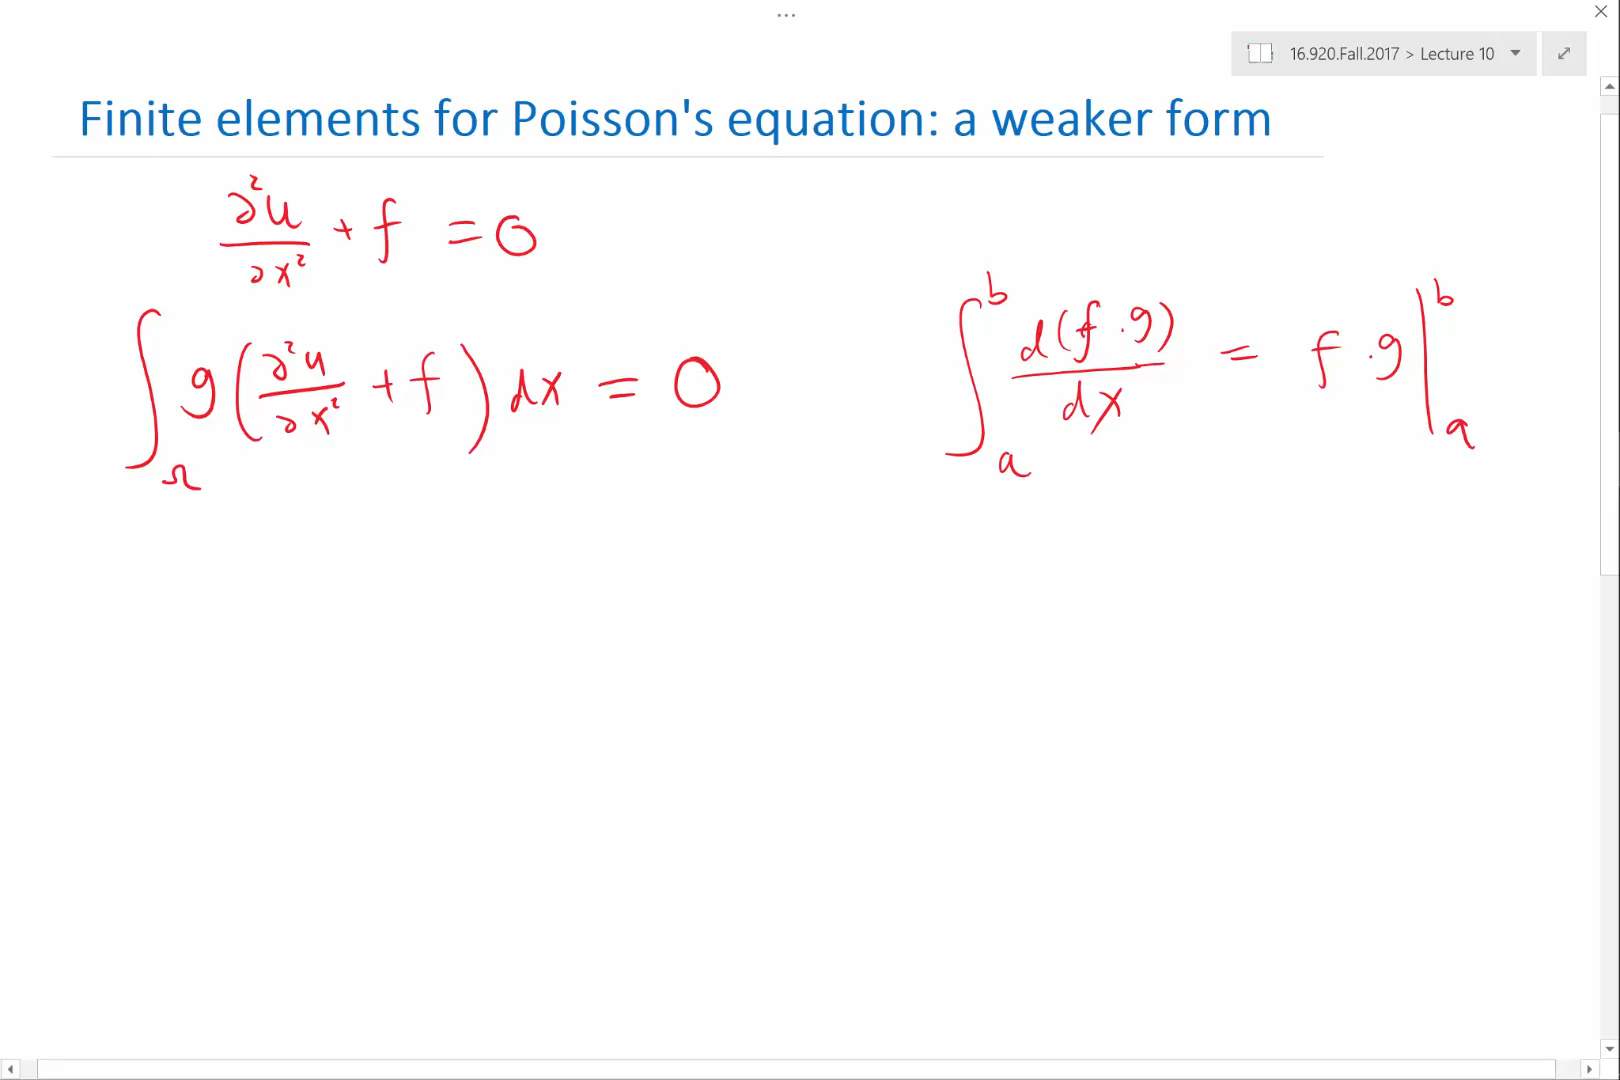 16.920.Fall.2017 > Lecture 10
Finite elements for Poisson's equation: a weaker form
∂²u/∂x² + f = 0
∫_Ω g(∂²u/∂x² + f) dx = 0
∫_a^b d(f·g)/dx = f·g|_a^b